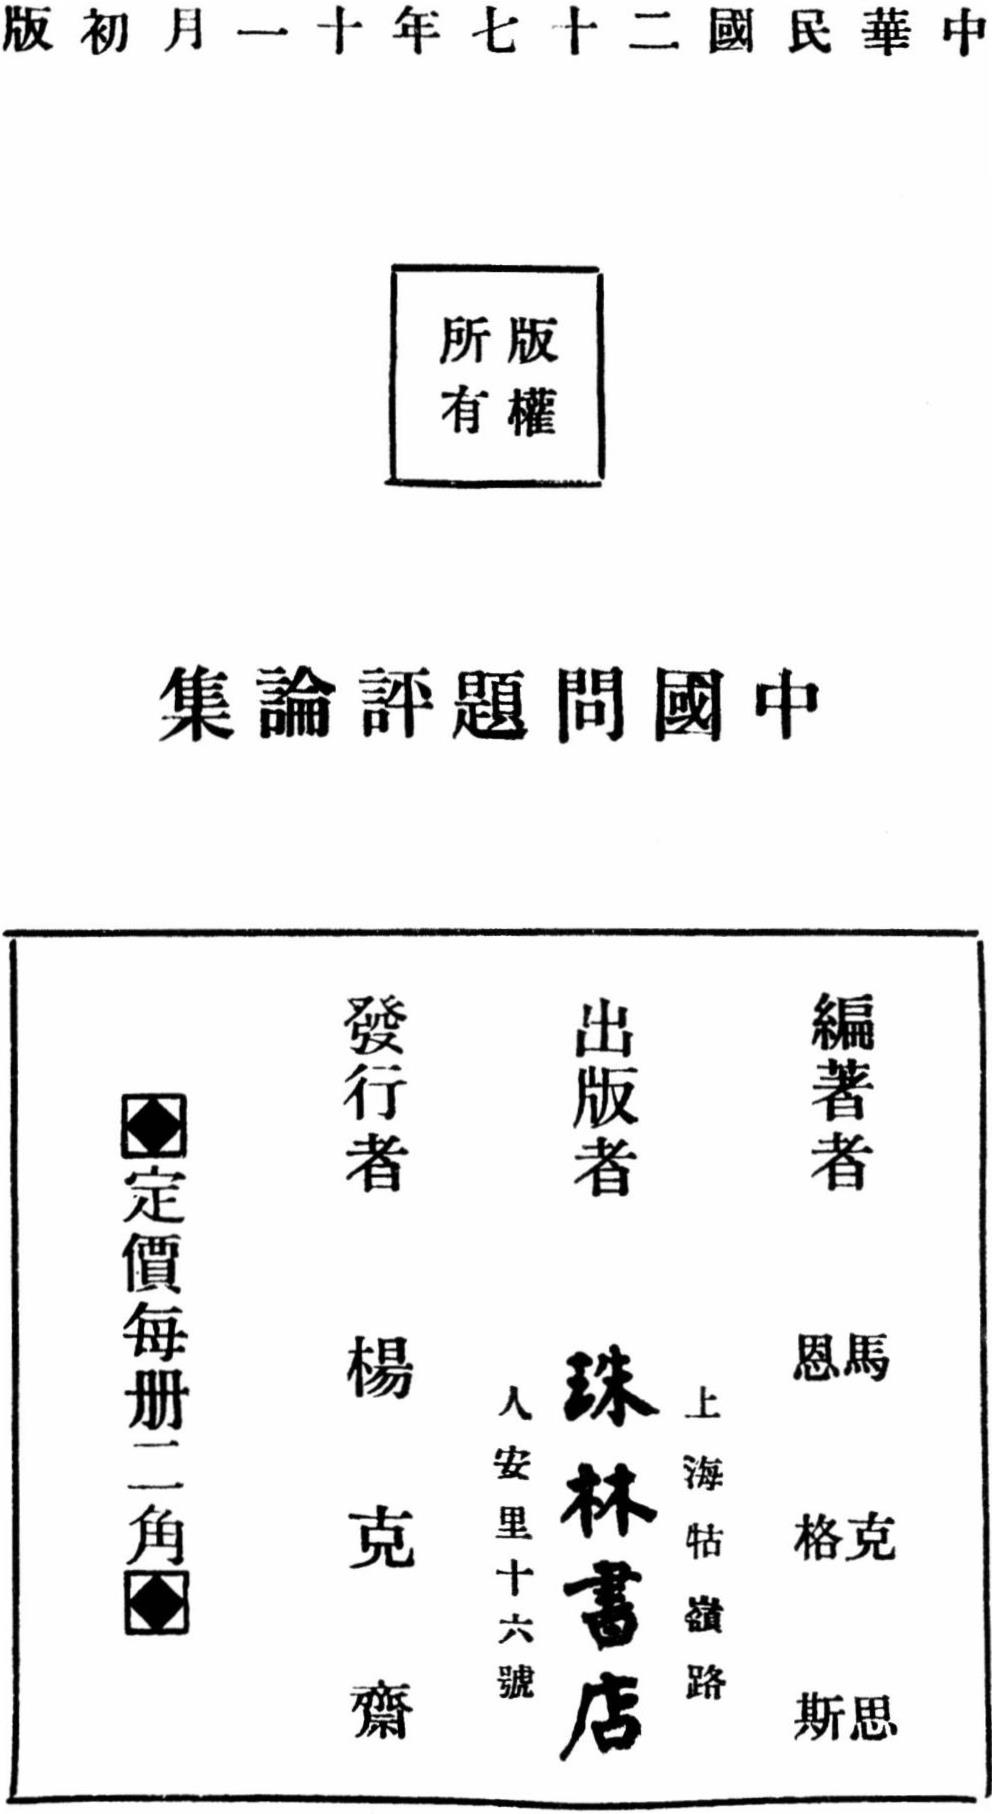 中華民國二十七年十一月初版
版權
所有
中國問題評論集
編著者
馬克思
恩格斯
出版者
上海牯嶺路
珠林書店
人安里十六號
發行者
楊克齋
定價每册二角